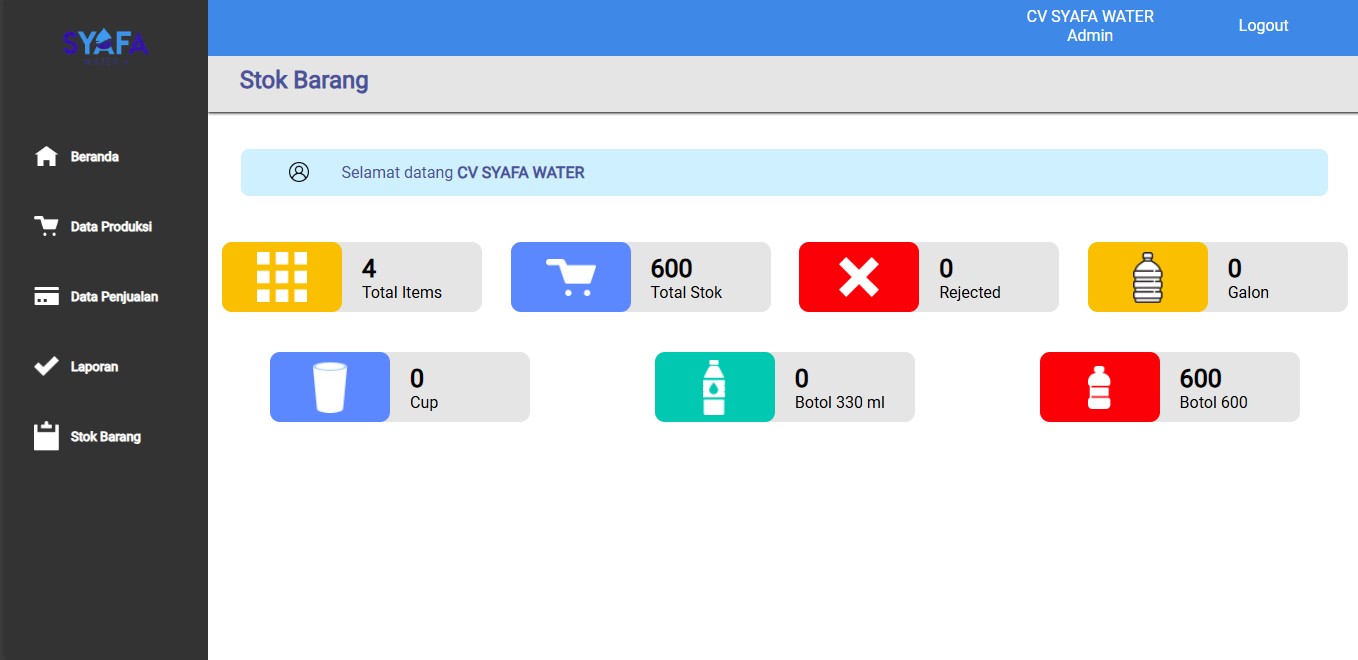 SYAFA
WATER
CV SYAFA WATER
Admin
Logout
Stok Barang
Beranda
Data Produksi
Data Penjualan
Laporan
Stok Barang
Selamat datang CV SYAFA WATER
4
Total Items
600
Total Stok
0
Rejected
0
Galon
0
Cup
0
Botol 330 ml
600
Botol 600